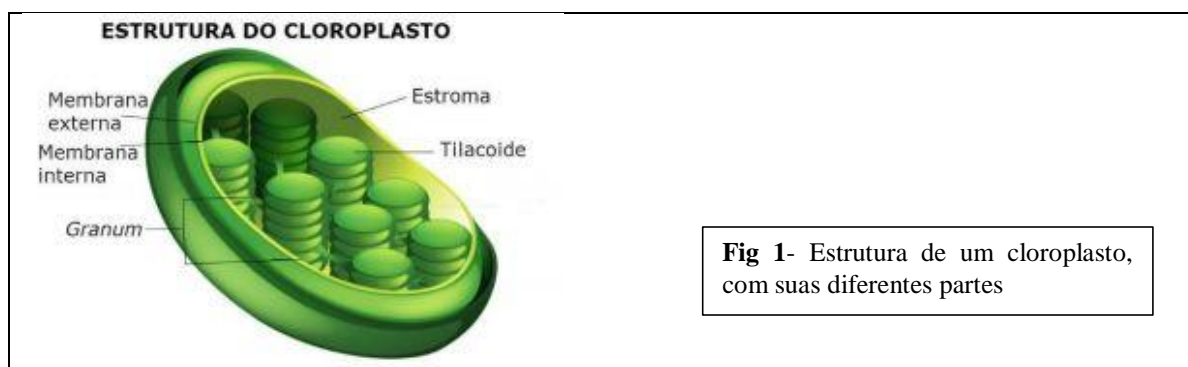 ESTRUTURA DO CLOROPLASTO
Membrana
externa
Membrana
interna
Granum
Estroma
Tilacoide
Fig 1- Estrutura de um cloroplasto,
com suas diferentes partes